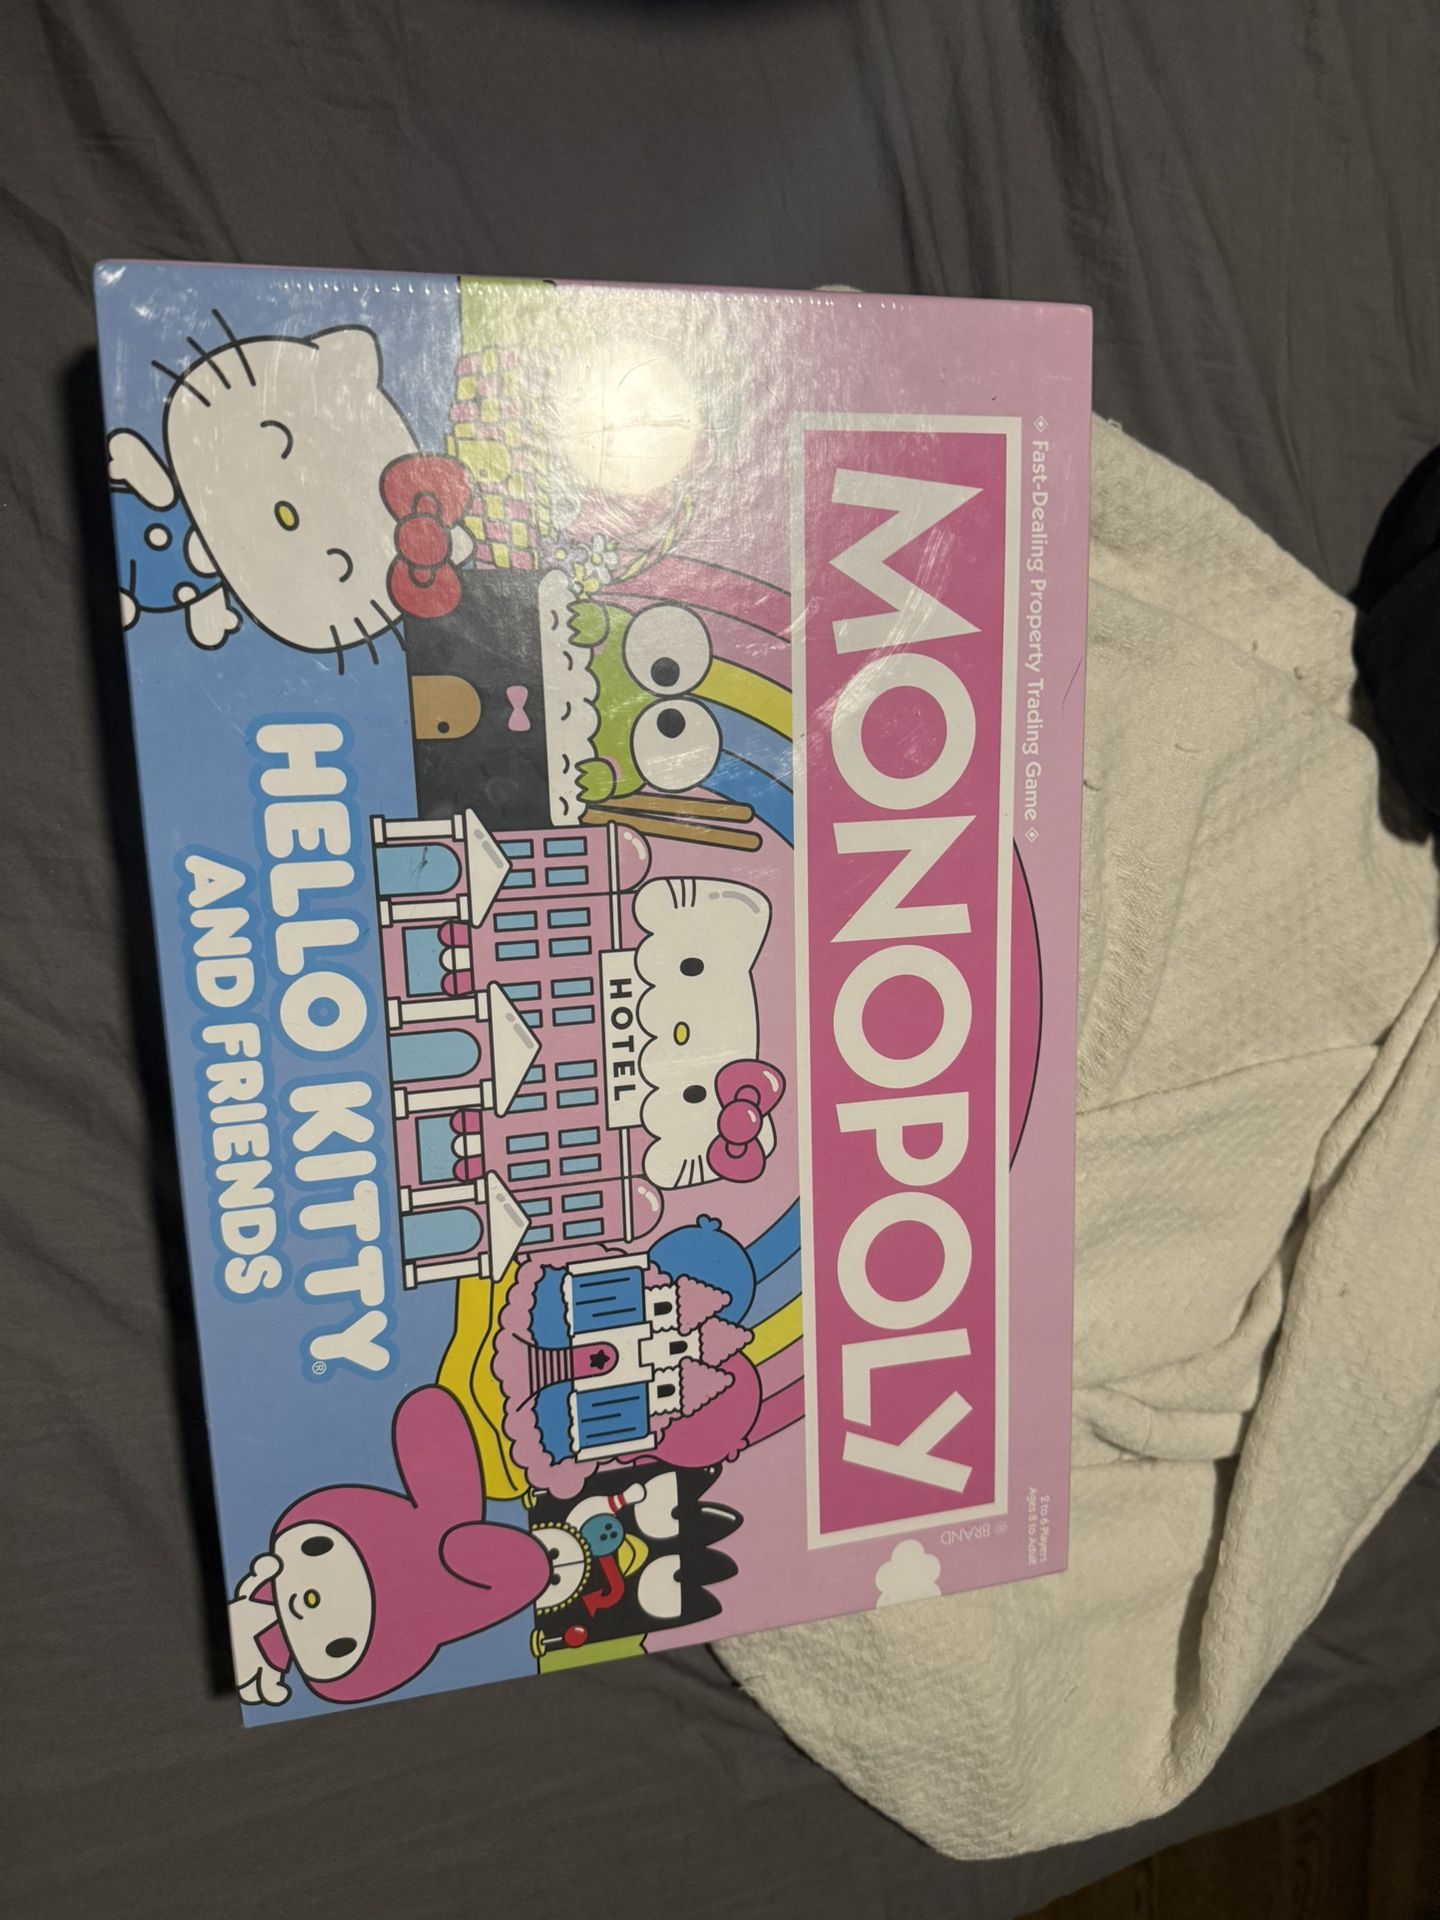 ◈ Fast-Dealing Property Trading Game ◈
2 to 6 Players
Ages 8 to Adult
MONOPOLY
® BRAND
HOTEL
HELLO KITTY®
AND FRIENDS